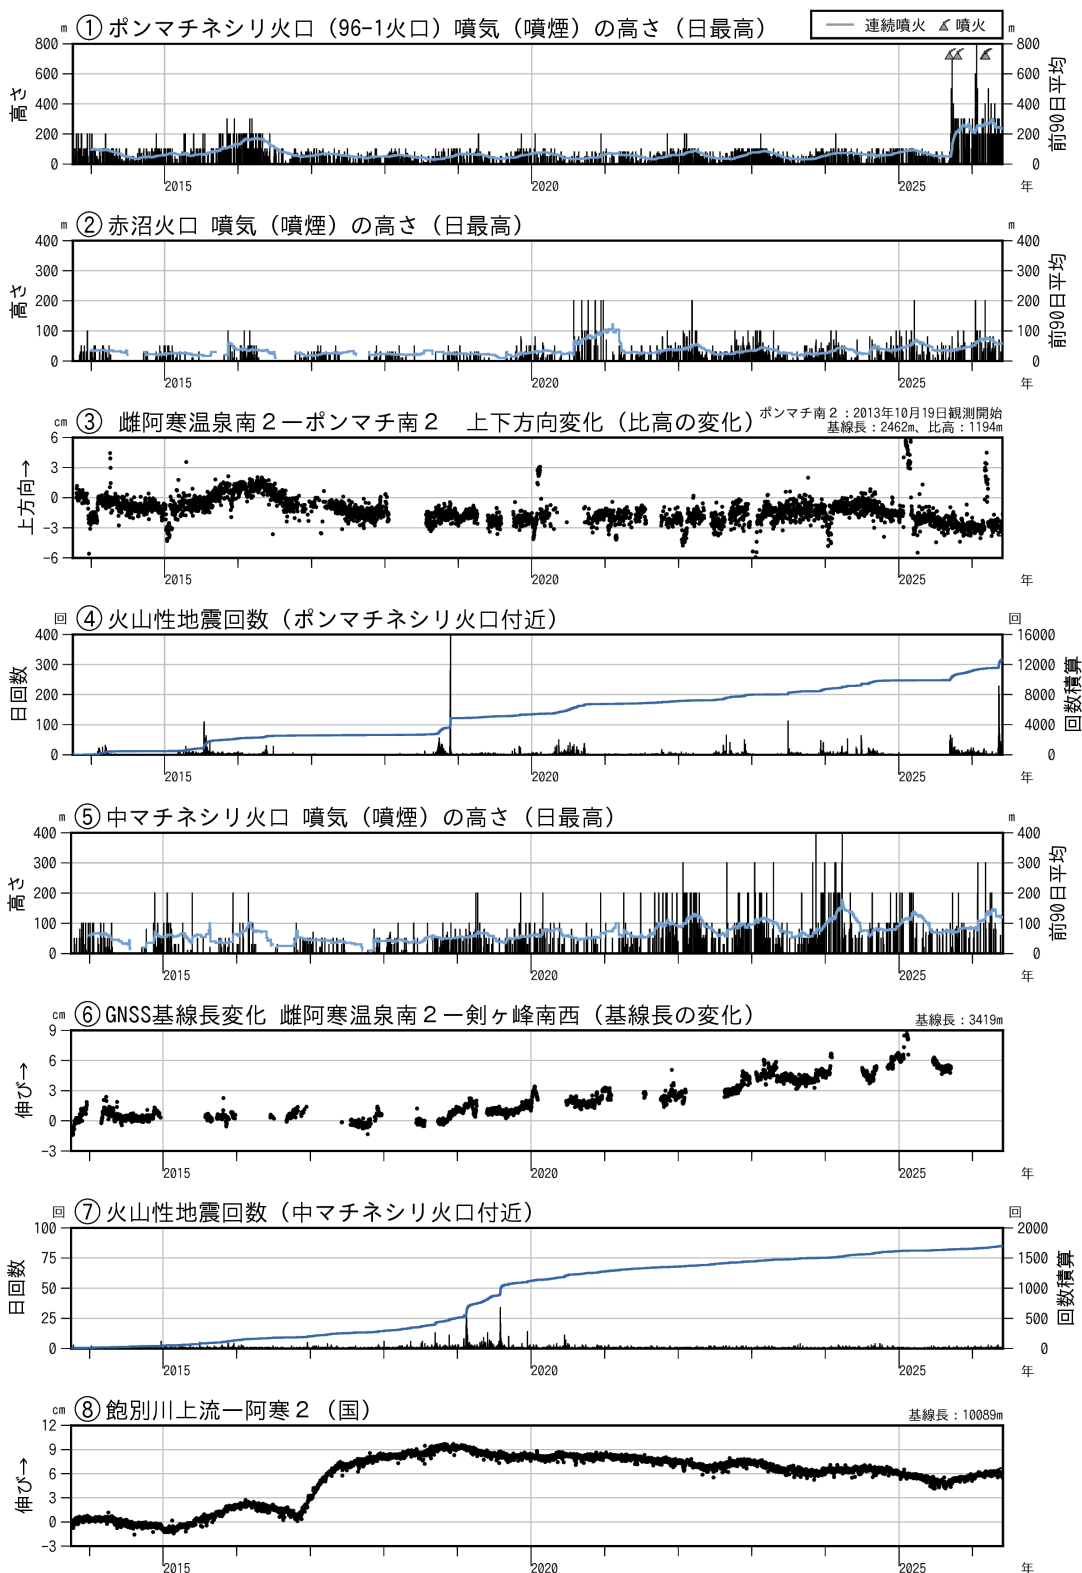 m ① ポンマチネシリ火口（96-1火口）噴気（噴煙）の高さ（日最高） 連続噴火 噴火 m
800 600 400 200 0
高さ
800 600 400 200 0
前90日平均
2015 2020 2025 年
m ② 赤沼火口 噴気（噴煙）の高さ（日最高） m
400 300 200 100 0
高さ
400 300 200 100 0
前90日平均
2015 2020 2025 年
cm ③ 雌阿寒温泉南２ーポンマチ南２ 上下方向変化（比高の変化）
ポンマチ南２：2013年10月19日観測開始
基線長：2462m、比高：1194m
6 3 0 -3 -6
上方向→
2015 2020 2025 年
回 ④ 火山性地震回数（ポンマチネシリ火口付近） 回
400 300 200 100 0
日回数
16000 12000 8000 4000 0
回数積算
2015 2020 2025 年
m ⑤ 中マチネシリ火口 噴気（噴煙）の高さ（日最高） m
400 300 200 100 0
高さ
400 300 200 100 0
前90日平均
2015 2020 2025 年
cm ⑥ GNSS基線長変化 雌阿寒温泉南２ー剣ヶ峰南西（基線長の変化） 基線長：3419m
9 6 3 0 -3
伸び→
2015 2020 2025 年
回 ⑦ 火山性地震回数（中マチネシリ火口付近） 回
100 75 50 25 0
日回数
2000 1500 1000 500 0
回数積算
2015 2020 2025 年
cm ⑧ 飽別川上流ー阿寒２（国） 基線長：10089m
12 9 6 3 0 -3
伸び→
2015 2020 2025 年